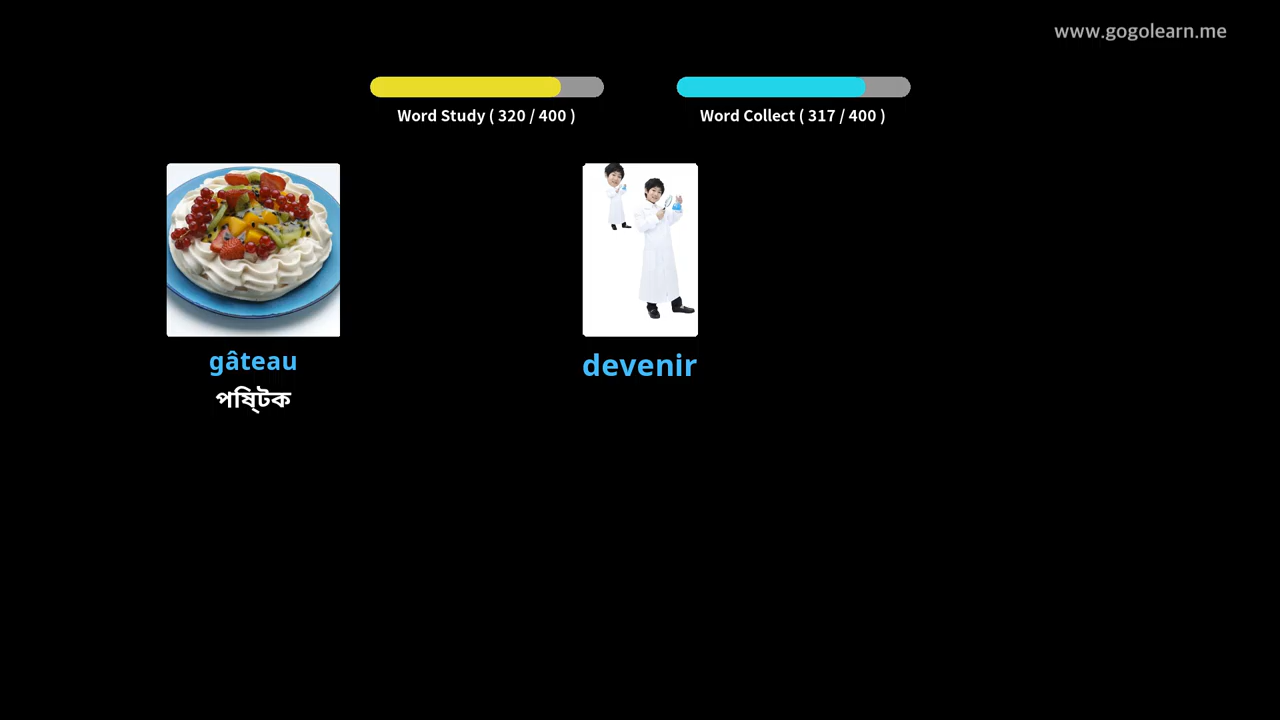 www.gogolearn.me
Word Study ( 320 / 400 )
Word Collect ( 317 / 400 )
gâteau
পিষ্টক
devenir